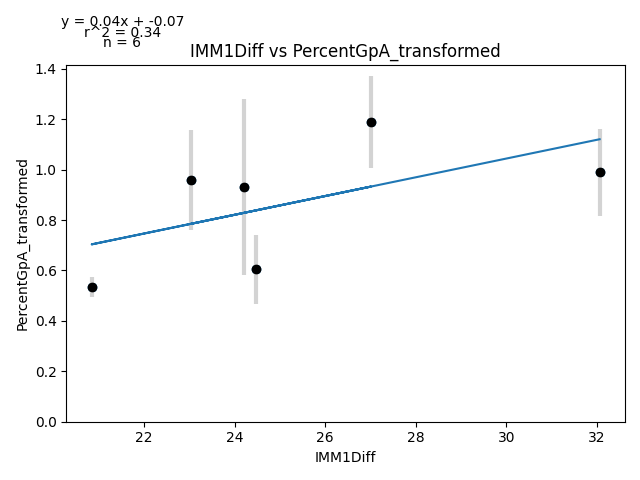 y = 0.04x + -0.07
r^2 = 0.34
n = 6
IMM1Diff vs PercentGpA_transformed
1.4
1.2
1.0
0.8
0.6
0.4
0.2
0.0
PercentGpA_transformed
22 24 26 28 30 32
IMM1Diff